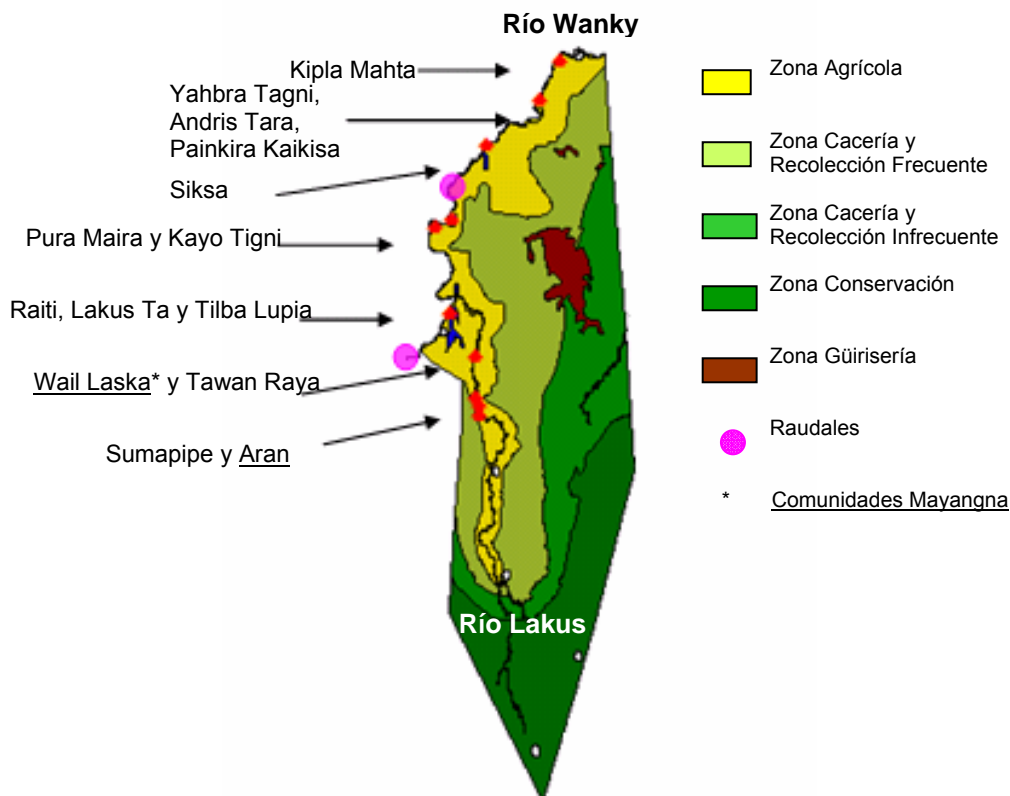 Río Wanky
Kipla Mahta
Yahbra Tagni,
Andris Tara,
Painkira Kaikisa
Siksa
Pura Maira y Kayo Tigni
Raiti, Lakus Ta y Tilba Lupia
Wail Laska* y Tawan Raya
Sumapipe y Aran
Río Lakus
Zona Agrícola
Zona Cacería y
Recolección Frecuente
Zona Cacería y
Recolección Infrecuente
Zona Conservación
Zona Güirisería
Raudales
* Comunidades Mayangna